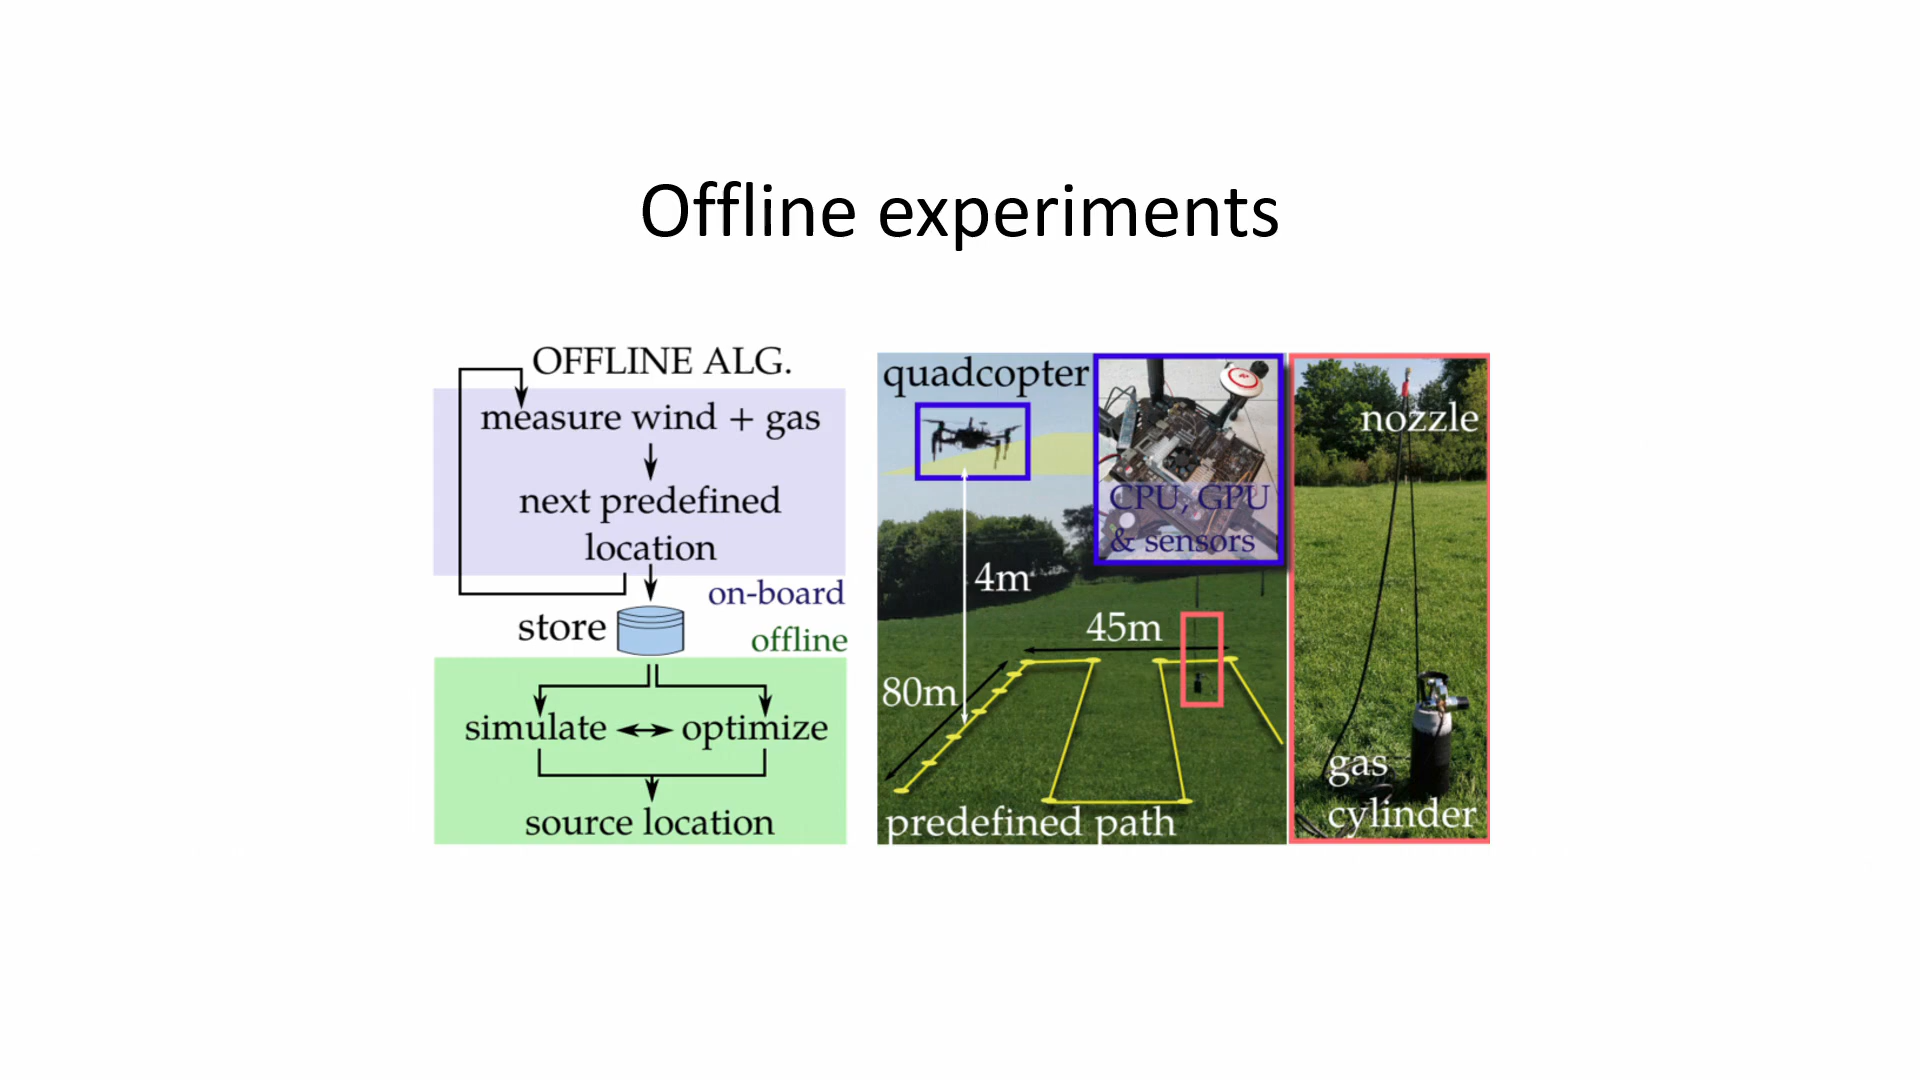 Offline experiments
OFFLINE ALG.
measure wind + gas
next predefined
location
on-board
store
offline
simulate
optimize
source location
quadcopter
CPU, GPU
& sensors
4m
45m
80m
predefined path
nozzle
gas
cylinder